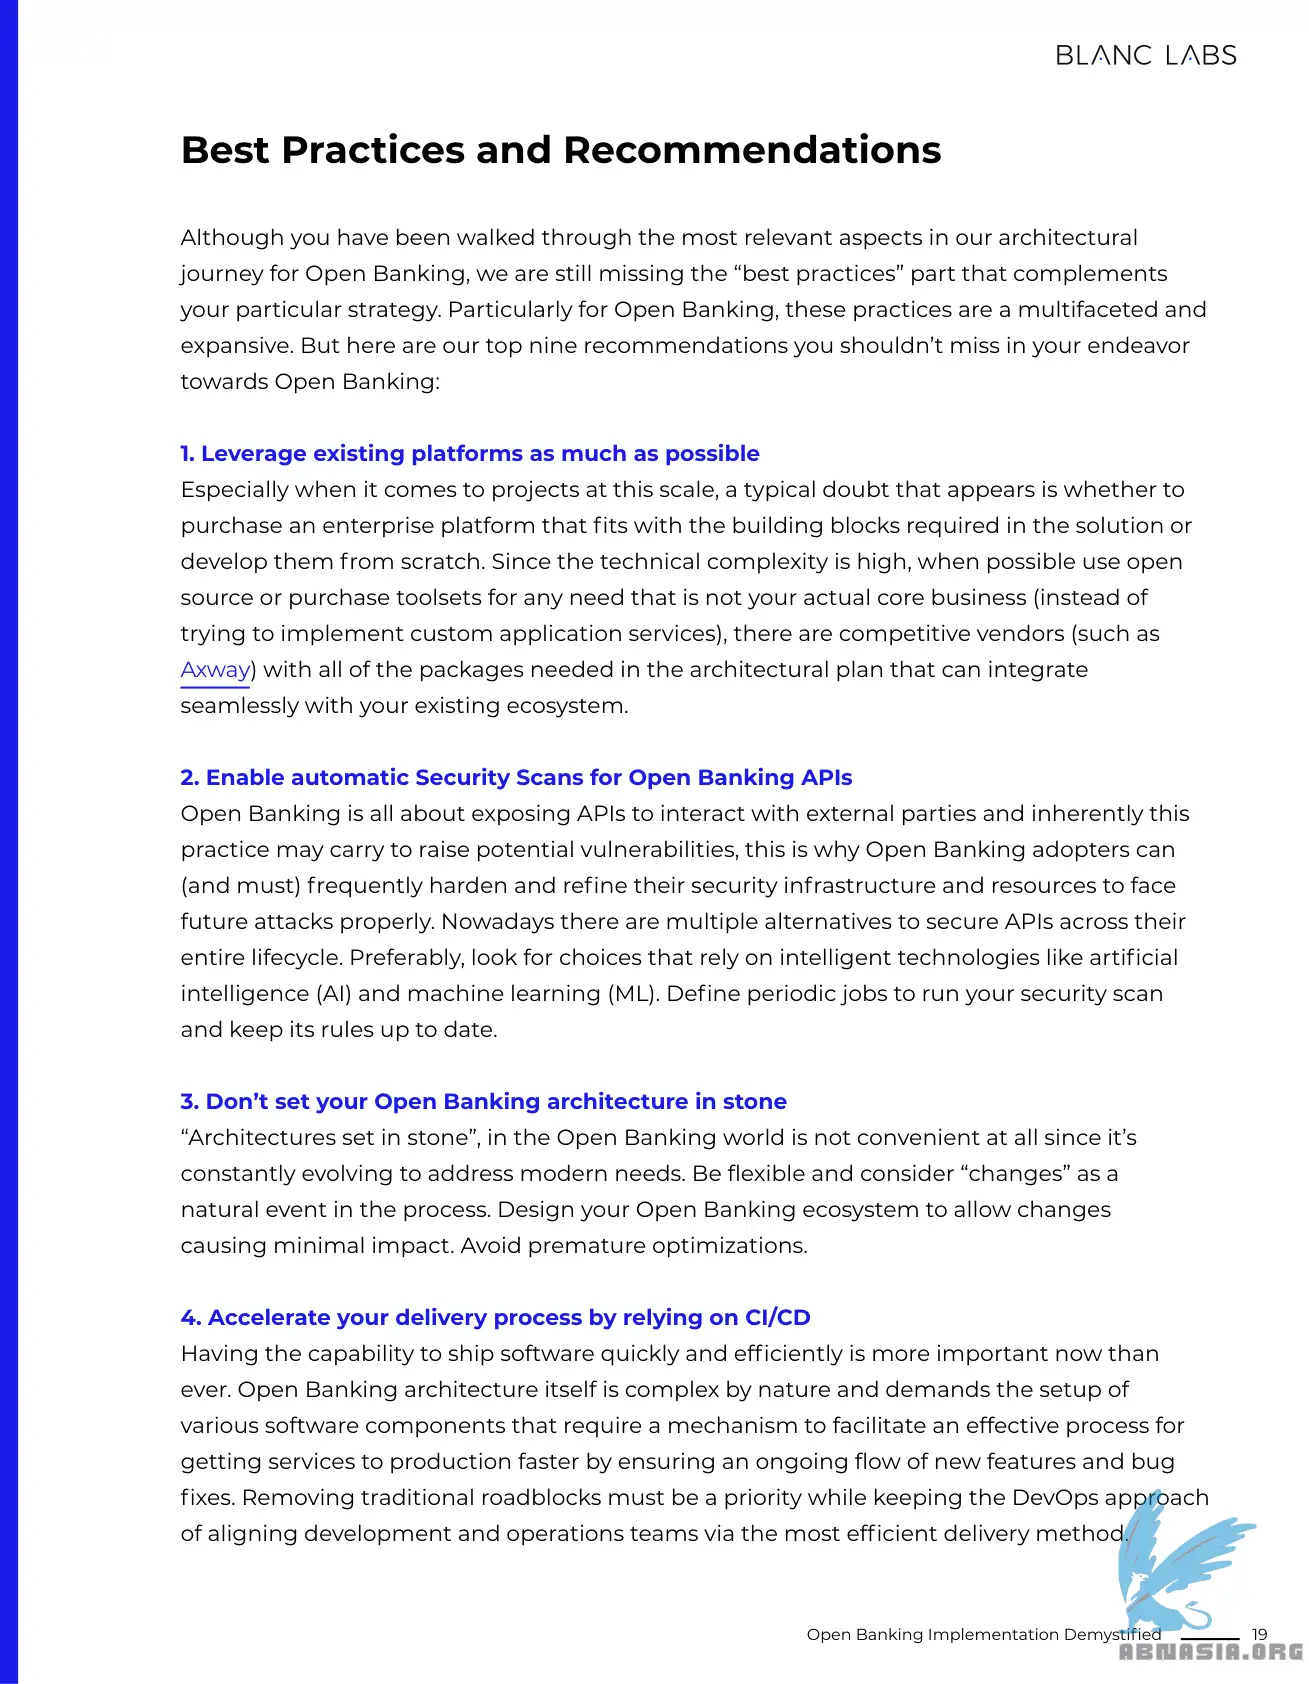 BLANC LABS
Best Practices and Recommendations
Although you have been walked through the most relevant aspects in our architectural
journey for Open Banking, we are still missing the “best practices” part that complements
your particular strategy. Particularly for Open Banking, these practices are a multifaceted and
expansive. But here are our top nine recommendations you shouldn’t miss in your endeavor
towards Open Banking:
1. Leverage existing platforms as much as possible
Especially when it comes to projects at this scale, a typical doubt that appears is whether to
purchase an enterprise platform that fits with the building blocks required in the solution or
develop them from scratch. Since the technical complexity is high, when possible use open
source or purchase toolsets for any need that is not your actual core business (instead of
trying to implement custom application services), there are competitive vendors (such as
Axway) with all of the packages needed in the architectural plan that can integrate
seamlessly with your existing ecosystem.
2. Enable automatic Security Scans for Open Banking APIs
Open Banking is all about exposing APIs to interact with external parties and inherently this
practice may carry to raise potential vulnerabilities, this is why Open Banking adopters can
(and must) frequently harden and refine their security infrastructure and resources to face
future attacks properly. Nowadays there are multiple alternatives to secure APIs across their
entire lifecycle. Preferably, look for choices that rely on intelligent technologies like artificial
intelligence (AI) and machine learning (ML). Define periodic jobs to run your security scan
and keep its rules up to date.
3. Don’t set your Open Banking architecture in stone
“Architectures set in stone”, in the Open Banking world is not convenient at all since it’s
constantly evolving to address modern needs. Be flexible and consider “changes” as a
natural event in the process. Design your Open Banking ecosystem to allow changes
causing minimal impact. Avoid premature optimizations.
4. Accelerate your delivery process by relying on CI/CD
Having the capability to ship software quickly and efficiently is more important now than
ever. Open Banking architecture itself is complex by nature and demands the setup of
various software components that require a mechanism to facilitate an effective process for
getting services to production faster by ensuring an ongoing flow of new features and bug
fixes. Removing traditional roadblocks must be a priority while keeping the DevOps approach
of aligning development and operations teams via the most efficient delivery method.
Open Banking Implementation Demystified 19
ABNASIA.ORG